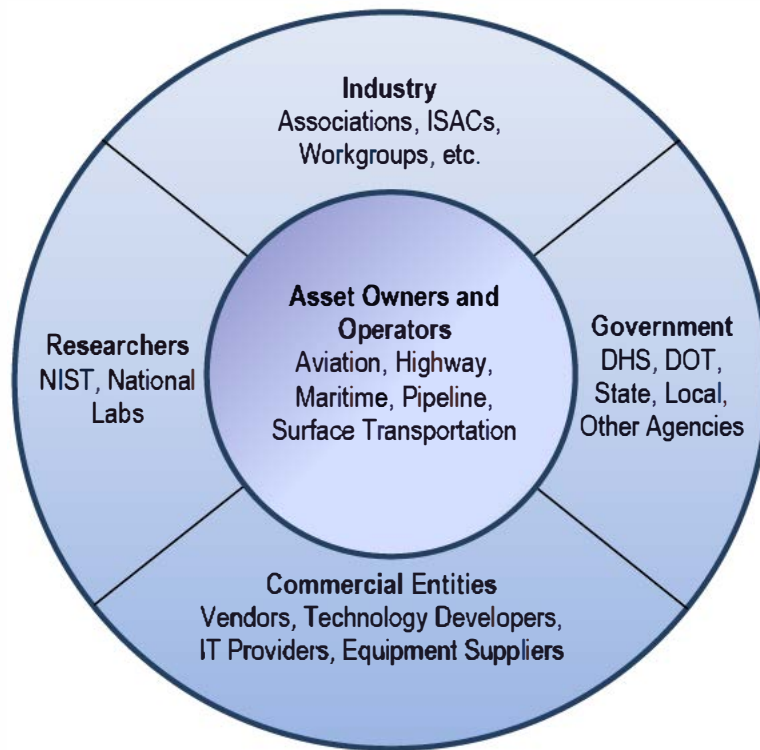 Industry
Associations, ISACs,
Workgroups, etc.
Asset Owners and
Operators
Aviation, Highway,
Maritime, Pipeline,
Surface Transportation
Researchers
NIST, National
Labs
Government
DHS, DOT,
State, Local,
Other Agencies
Commercial Entities
Vendors, Technology Developers,
IT Providers, Equipment Suppliers